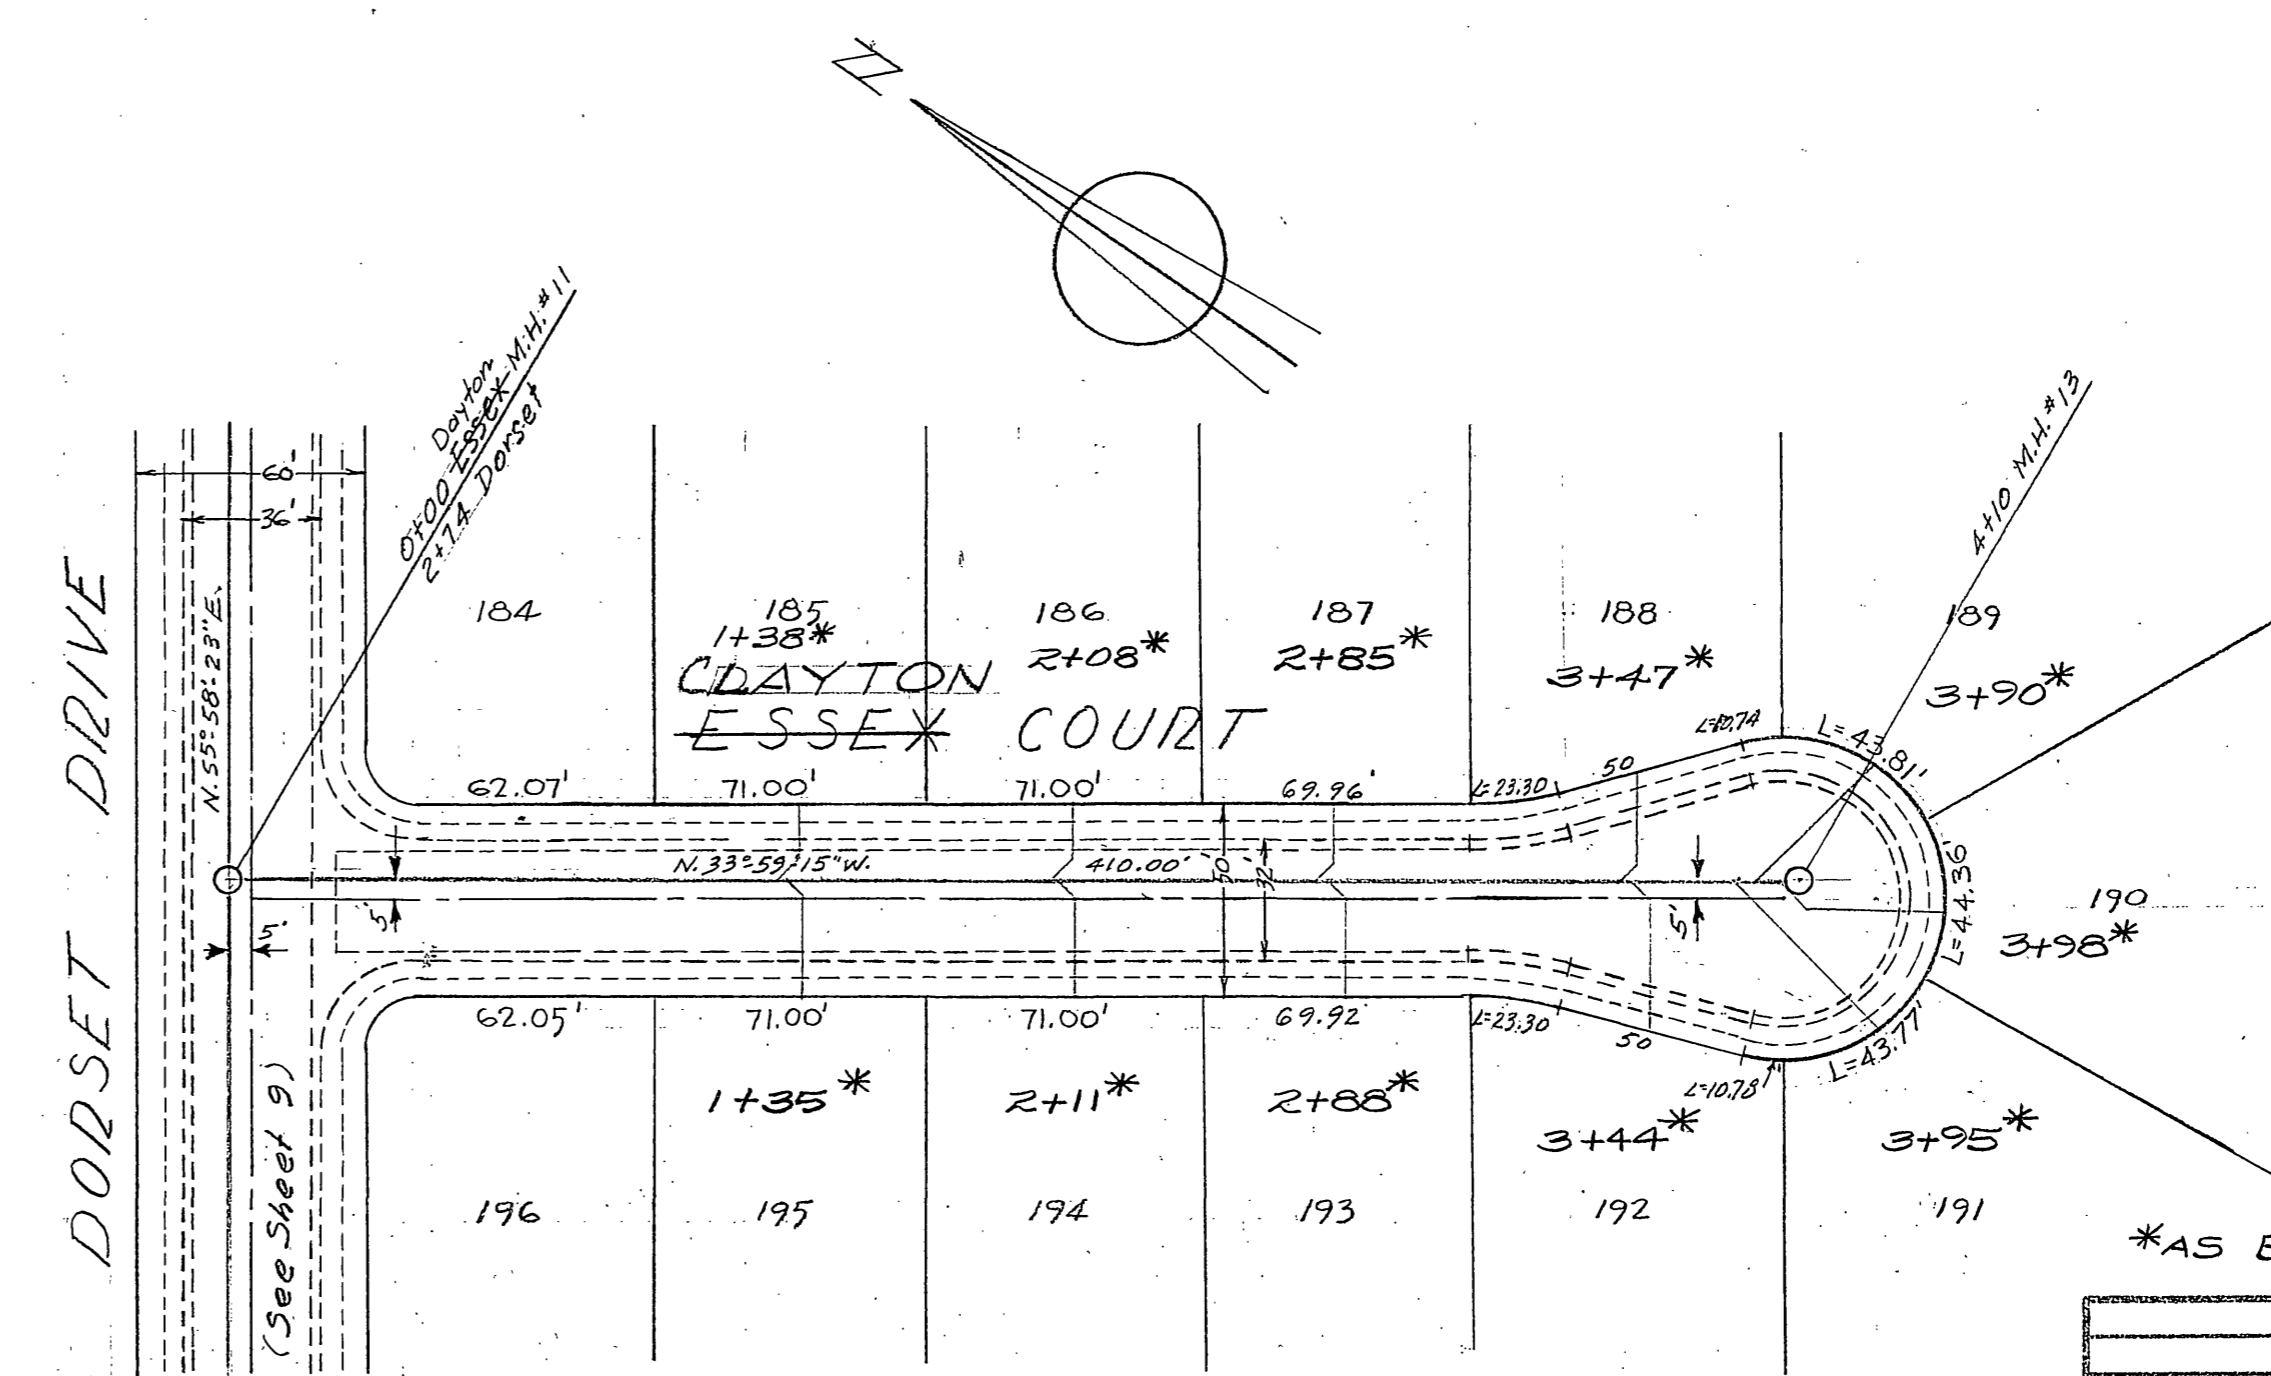 N
Dayton
0+00 Essex M.H. #11
2+74 Dorset
4+10 M.H. #13
60'
36'
DORSET DRIVE
N.55°58'-23"E.
(See Sheet 9)
184
185
186
187
188
189
1+38*
2+08*
2+85*
3+47*
3+90*
CDAYTON
ESSEX COURT
62.07'
71.00'
71.00'
69.96'
L=23.30
50
L=10.74
L=43.81'
N.33°59'-15"W.
410.00'
50'
32'
5'
5'
5'
L=44.36'
190
3+98*
62.05'
71.00'
71.00'
69.92
L=23.30
50
L=10.78
L=43.77'
1+35*
2+11*
2+88*
3+44*
3+95*
196
195
194
193
192
191
*AS